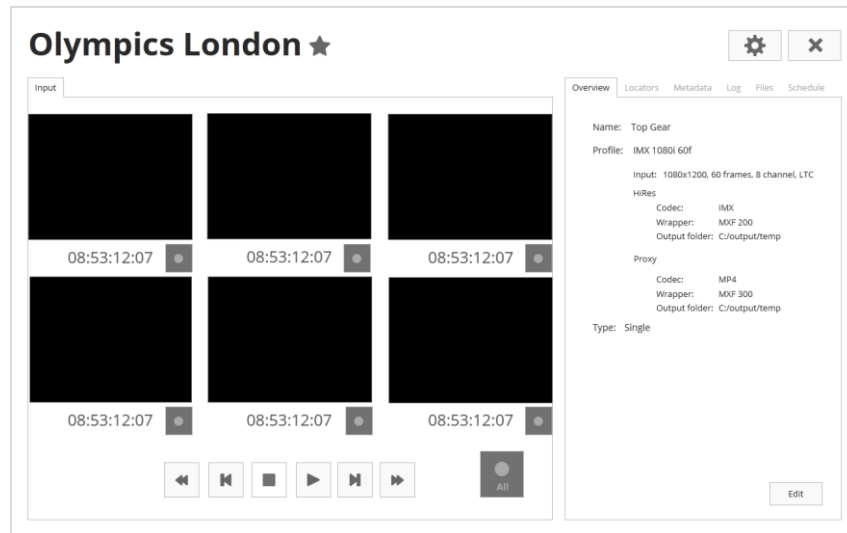 Olympics London
Input
08:53:12:07
08:53:12:07
08:53:12:07
08:53:12:07
08:53:12:07
08:53:12:07
All
Overview Locators Metadata Log Files Schedule
Name: Top Gear
Profile: IMX 1080i 60f
Input: 1080x1200, 60 frames, 8 channel, LTC
HiRes
Codec: IMX
Wrapper: MXF 200
Output folder: C:/output/temp
Proxy
Codec: MP4
Wrapper: MXF 300
Output folder: C:/output/temp
Type: Single
Edit